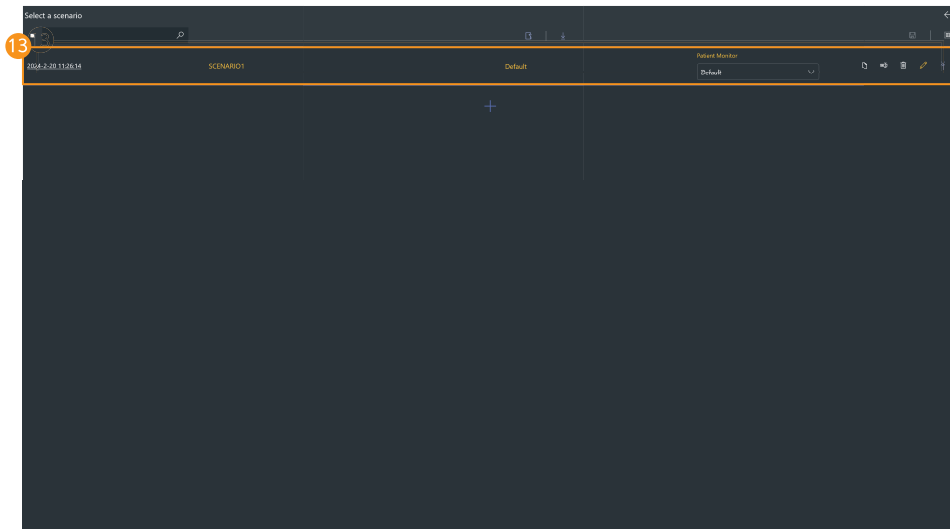 Select a scenario
13
Patient Monitor
2024-2-20 11:26:14 SCENARIO1 Default Default